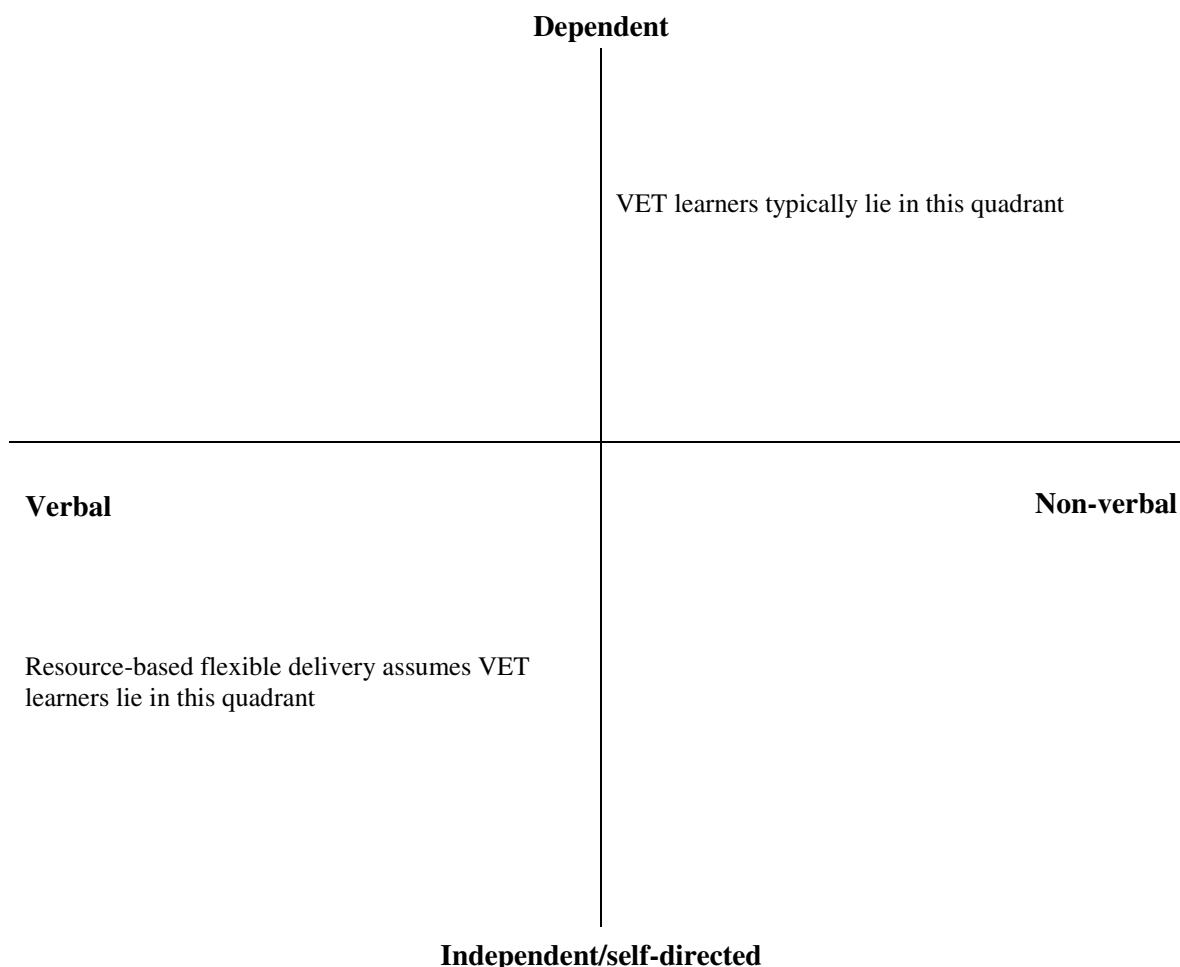 Dependent
VET learners typically lie in this quadrant
Verbal
Non-verbal
Resource-based flexible delivery assumes VET
learners lie in this quadrant
Independent/self-directed